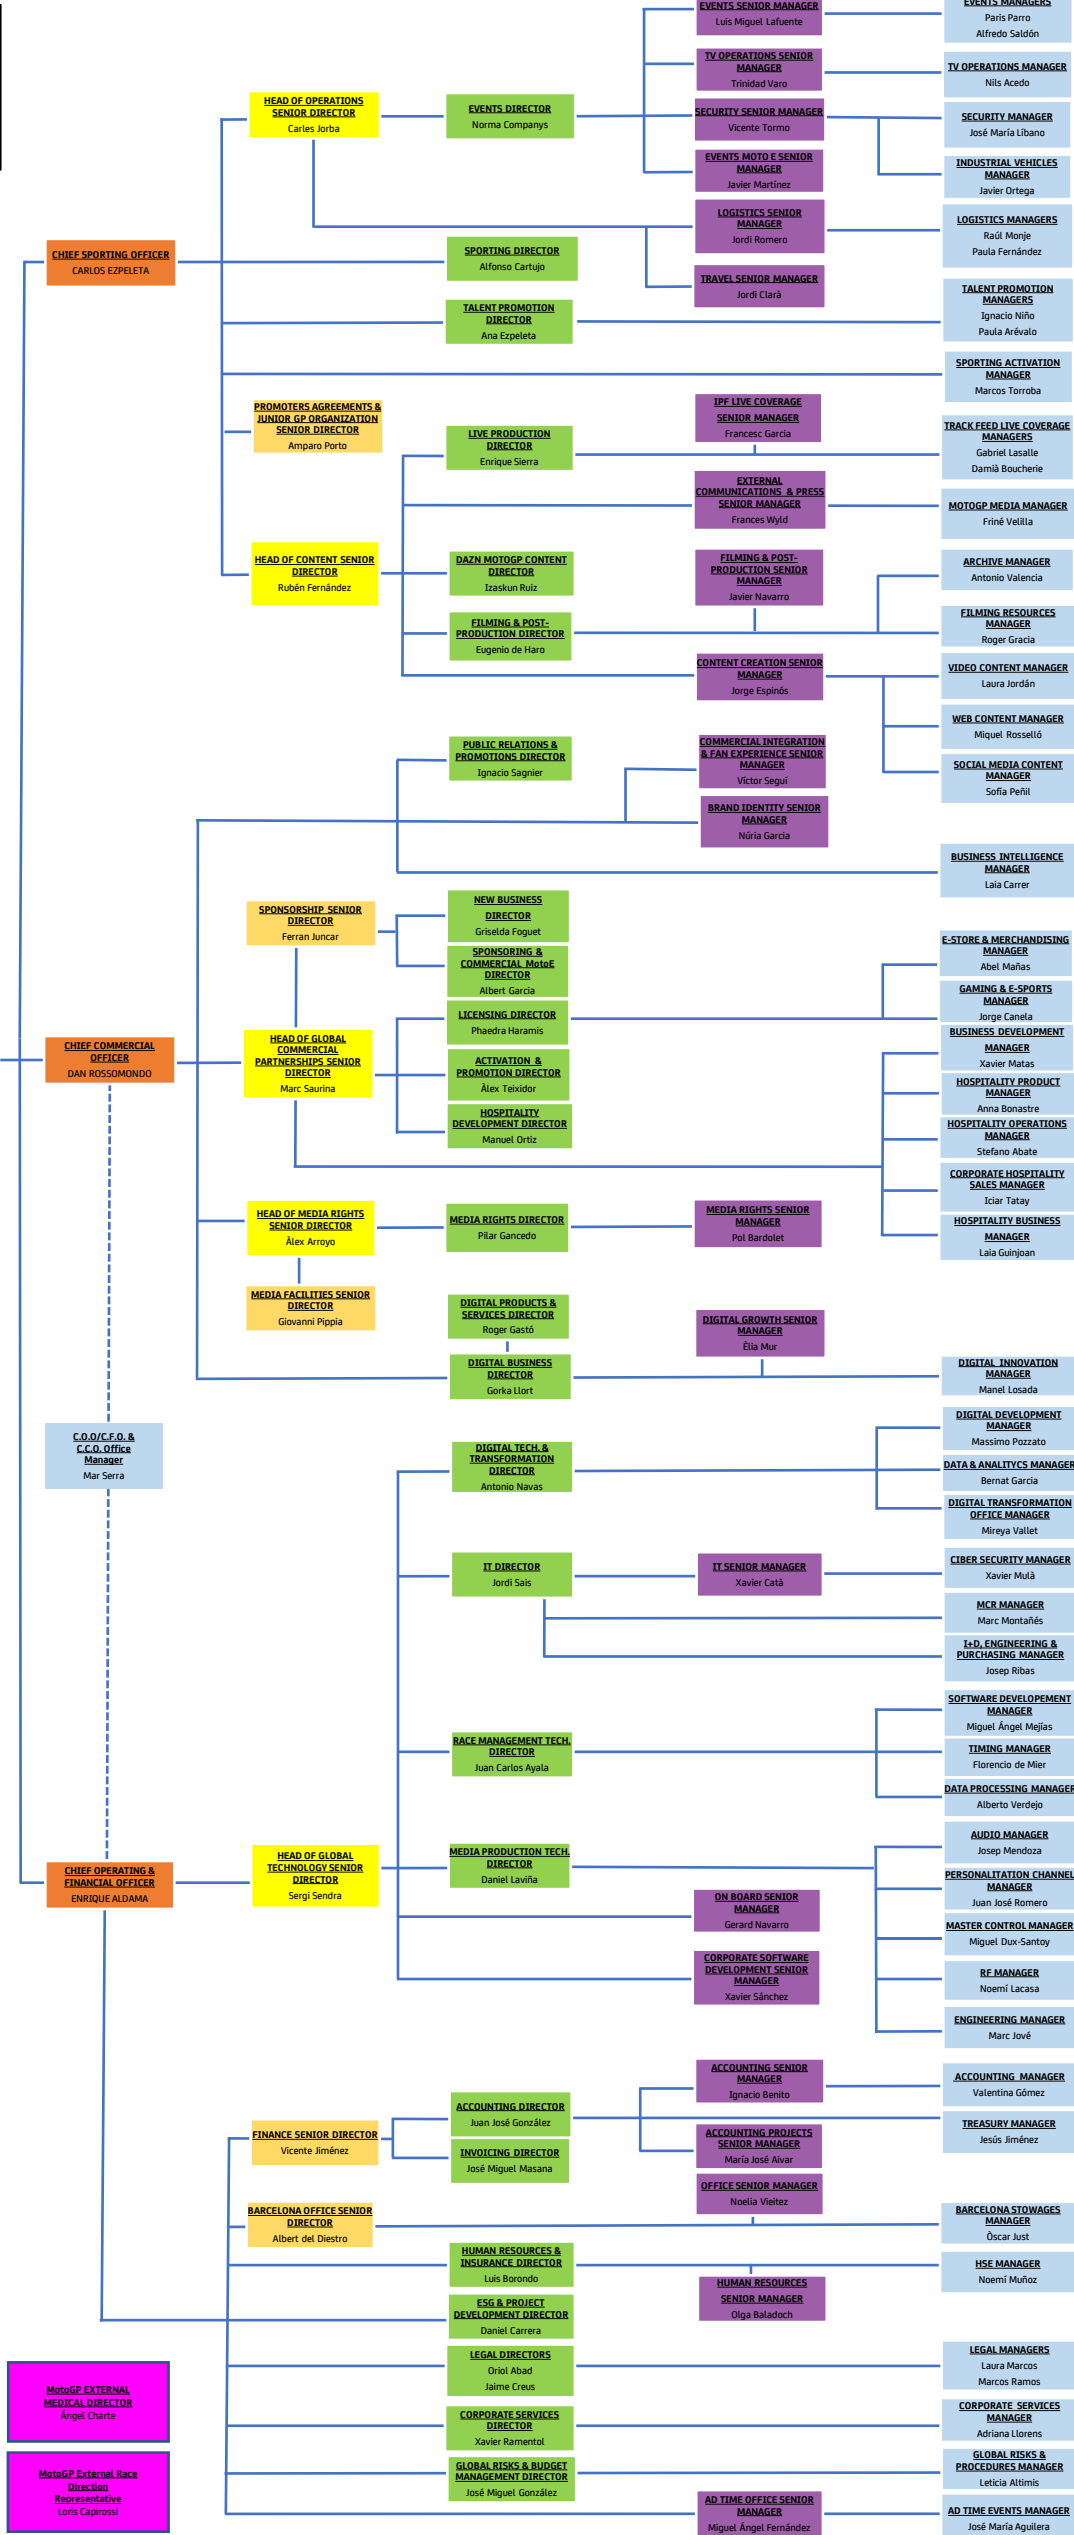 EVENTS SENIOR MANAGER
Luis Miguel Lafuente
EVENTS MANAGERS
Paris Parro
Alfredo Saldón
TV OPERATIONS SENIOR
MANAGER
Trinidad Varo
TV OPERATIONS MANAGER
Nils Acedo
HEAD OF OPERATIONS
SENIOR DIRECTOR
Carles Jorba
EVENTS DIRECTOR
Norma Companys
SECURITY SENIOR MANAGER
Vicente Tormo
SECURITY MANAGER
José María Líbano
EVENTS MOTO E SENIOR
MANAGER
Javier Martínez
INDUSTRIAL VEHICLES
MANAGER
Javier Ortega
LOGISTICS SENIOR
MANAGER
Jordi Romero
LOGISTICS MANAGERS
Raúl Monje
Paula Fernández
CHIEF SPORTING OFFICER
CARLOS EZPELETA
SPORTING DIRECTOR
Alfonso Cartujo
TRAVEL SENIOR MANAGER
Jordi Clarà
TALENT PROMOTION
DIRECTOR
Ana Ezpeleta
TALENT PROMOTION
MANAGERS
Ignacio Niño
Paula Arévalo
SPORTING ACTIVATION
MANAGER
Marcos Torroba
PROMOTERS AGREEMENTS &
JUNIOR GP ORGANIZATION
SENIOR DIRECTOR
Amparo Porto
IPF LIVE COVERAGE
SENIOR MANAGER
Francesc Garcia
LIVE PRODUCTION
DIRECTOR
Enrique Sierra
TRACK FEED LIVE COVERAGE
MANAGERS
Gabriel Lasalle
Damià Boucherie
EXTERNAL
COMMUNICATIONS & PRESS
SENIOR MANAGER
Frances Wyld
MOTOGP MEDIA MANAGER
Friné Velilla
HEAD OF CONTENT SENIOR
DIRECTOR
Rubén Fernández
DAZN MOTOGP CONTENT
DIRECTOR
Izaskun Ruiz
FILMING & POST-
PRODUCTION SENIOR
MANAGER
Javier Navarro
ARCHIVE MANAGER
Antonio Valencia
FILMING & POST-
PRODUCTION DIRECTOR
Eugenio de Haro
FILMING RESOURCES
MANAGER
Roger Gracia
CONTENT CREATION SENIOR
MANAGER
Jorge Espinós
VIDEO CONTENT MANAGER
Laura Jordán
WEB CONTENT MANAGER
Miquel Rosselló
PUBLIC RELATIONS &
PROMOTIONS DIRECTOR
Ignacio Sagnier
COMMERCIAL INTEGRATION
& FAN EXPERIENCE SENIOR
MANAGER
Víctor Seguí
SOCIAL MEDIA CONTENT
MANAGER
Sofía Peñil
BRAND IDENTITY SENIOR
MANAGER
Núria Garcia
BUSINESS INTELLIGENCE
MANAGER
Laia Carrer
SPONSORSHIP SENIOR
DIRECTOR
Ferran Juncar
NEW BUSINESS
DIRECTOR
Griselda Foguet
SPONSORING &
COMMERCIAL MotoE
DIRECTOR
Albert Garcia
E-STORE & MERCHANDISING
MANAGER
Abel Mañas
LICENSING DIRECTOR
Phaedra Haramis
GAMING & E-SPORTS
MANAGER
Jorge Canela
CHIEF COMMERCIAL
OFFICER
DAN ROSSOMONDO
HEAD OF GLOBAL
COMMERCIAL
PARTNERSHIPS SENIOR
DIRECTOR
Marc Saurina
ACTIVATION &
PROMOTION DIRECTOR
Àlex Teixidor
BUSINESS DEVELOPMENT
MANAGER
Xavier Matas
HOSPITALITY PRODUCT
MANAGER
Anna Bonastre
HOSPITALITY
DEVELOPMENT DIRECTOR
Manuel Ortiz
HOSPITALITY OPERATIONS
MANAGER
Stefano Abate
CORPORATE HOSPITALITY
SALES MANAGER
Iciar Tatay
HEAD OF MEDIA RIGHTS
SENIOR DIRECTOR
Àlex Arroyo
MEDIA RIGHTS DIRECTOR
Pilar Gancedo
MEDIA RIGHTS SENIOR
MANAGER
Pol Bardolet
HOSPITALITY BUSINESS
MANAGER
Laia Guinjoan
MEDIA FACILITIES SENIOR
DIRECTOR
Giovanni Pippia
DIGITAL PRODUCTS &
SERVICES DIRECTOR
Roger Gastó
DIGITAL GROWTH SENIOR
MANAGER
Èlia Mur
DIGITAL BUSINESS
DIRECTOR
Gorka Llort
DIGITAL INNOVATION
MANAGER
Manel Losada
C.O.O/C.F.O. &
C.C.O. Office
Manager
Mar Serra
DIGITAL TECH. &
TRANSFORMATION
DIRECTOR
Antonio Navas
DIGITAL DEVELOPMENT
MANAGER
Massimo Pozzato
DATA & ANALITYCS MANAGER
Bernat Garcia
DIGITAL TRANSFORMATION
OFFICE MANAGER
Mireya Vallet
IT DIRECTOR
Jordi Sais
IT SENIOR MANAGER
Xavier Catà
CIBER SECURITY MANAGER
Xavier Mulà
MCR MANAGER
Marc Montañés
I+D, ENGINEERING &
PURCHASING MANAGER
Josep Ribas
RACE MANAGEMENT TECH.
DIRECTOR
Juan Carlos Ayala
SOFTWARE DEVELOPEMENT
MANAGER
Miguel Ángel Mejías
TIMING MANAGER
Florencio de Mier
DATA PROCESSING MANAGER
Alberto Verdejo
CHIEF OPERATING &
FINANCIAL OFFICER
ENRIQUE ALDAMA
HEAD OF GLOBAL
TECHNOLOGY SENIOR
DIRECTOR
Sergi Sendra
MEDIA PRODUCTION TECH.
DIRECTOR
Daniel Laviña
AUDIO MANAGER
Josep Mendoza
PERSONALITATION CHANNEL
MANAGER
Juan José Romero
ON BOARD SENIOR
MANAGER
Gerard Navarro
MASTER CONTROL MANAGER
Miguel Dux-Santoy
CORPORATE SOFTWARE
DEVELOPMENT SENIOR
MANAGER
Xavier Sánchez
RF MANAGER
Noemí Lacasa
ENGINEERING MANAGER
Marc Jové
ACCOUNTING SENIOR
MANAGER
Ignacio Benito
ACCOUNTING MANAGER
Valentina Gómez
FINANCE SENIOR DIRECTOR
Vicente Jiménez
ACCOUNTING DIRECTOR
Juan José González
TREASURY MANAGER
Jesús Jiménez
INVOICING DIRECTOR
José Miguel Masana
ACCOUNTING PROJECTS
SENIOR MANAGER
María José Aivar
OFFICE SENIOR MANAGER
Noelia Vieitez
BARCELONA OFFICE SENIOR
DIRECTOR
Albert del Diestro
BARCELONA STOWAGES
MANAGER
Òscar Just
HUMAN RESOURCES &
INSURANCE DIRECTOR
Luis Borondo
HSE MANAGER
Noemí Muñoz
HUMAN RESOURCES
SENIOR MANAGER
Olga Baladoch
ESG & PROJECT
DEVELOPMENT DIRECTOR
Daniel Carrera
LEGAL DIRECTORS
Oriol Abad
Jaime Creus
LEGAL MANAGERS
Laura Marcos
Marcos Ramos
MotoGP EXTERNAL
MEDICAL DIRECTOR
Ángel Charte
CORPORATE SERVICES
DIRECTOR
Xavier Ramentol
CORPORATE SERVICES
MANAGER
Adriana Llorens
MotoGP External Race
Direction
Representative
Loris Capirossi
GLOBAL RISKS & BUDGET
MANAGEMENT DIRECTOR
José Miguel González
GLOBAL RISKS &
PROCEDURES MANAGER
Leticia Altimis
AD TIME OFFICE SENIOR
MANAGER
Miguel Ángel Fernández
AD TIME EVENTS MANAGER
José María Aguilera